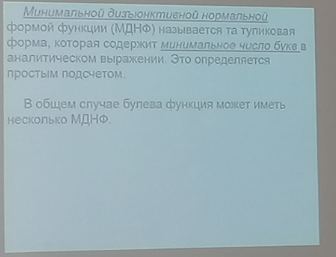 Минимальной дизъюнктивной нормальной
формой функции (МДНФ) называется та тупиковая
форма, которая содержит минимальное число букв в
аналитическом выражении. Это определяется
простым подсчетом.
В общем случае булева функция может иметь
несколько МДНФ.